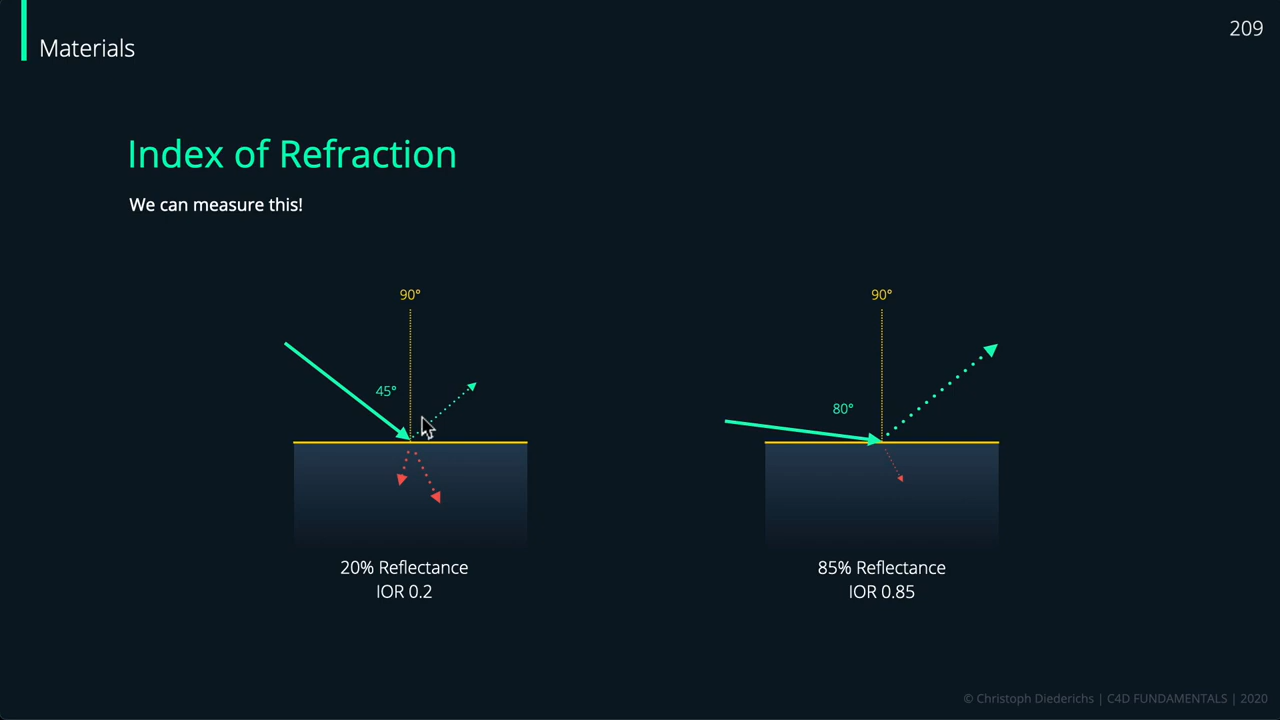 Materials
209
Index of Refraction
We can measure this!
90°
90°
45°
80°
20% Reflectance
IOR 0.2
85% Reflectance
IOR 0.85
© Christoph Diederichs | C4D FUNDAMENTALS | 2020